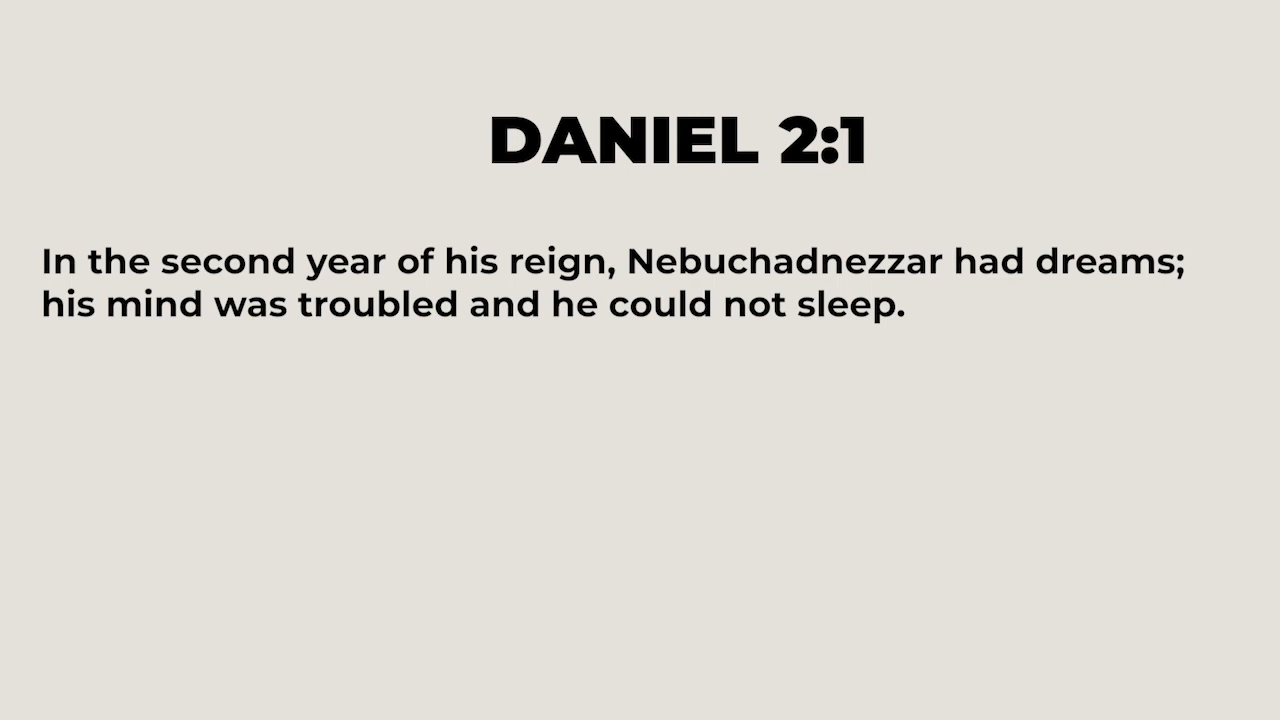 DANIEL 2:1
In the second year of his reign, Nebuchadnezzar had dreams;
his mind was troubled and he could not sleep.